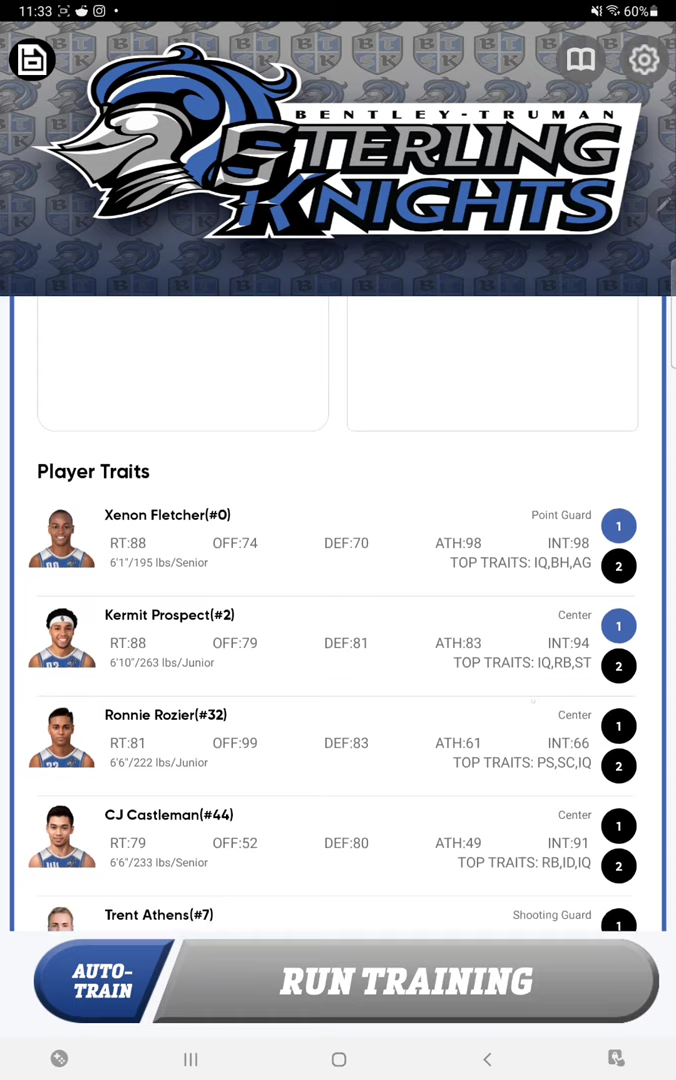 11:33
60%
BENTLEY-TRUMAN
STERLING
KNIGHTS
Player Traits
Xenon Fletcher(#0)
Point Guard
1
RT:88 OFF:74 DEF:70 ATH:98 INT:98
6'1"/195 lbs/Senior
TOP TRAITS: IQ,BH,AG
2
Kermit Prospect(#2)
Center
1
RT:88 OFF:79 DEF:81 ATH:83 INT:94
6'10"/263 lbs/Junior
TOP TRAITS: IQ,RB,ST
2
Ronnie Rozier(#32)
Center
1
RT:81 OFF:99 DEF:83 ATH:61 INT:66
6'6"/222 lbs/Junior
TOP TRAITS: PS,SC,IQ
2
CJ Castleman(#44)
Center
1
RT:79 OFF:52 DEF:80 ATH:49 INT:91
6'6"/233 lbs/Senior
TOP TRAITS: RB,ID,IQ
2
Trent Athens(#7)
Shooting Guard
1
AUTO-
TRAIN
RUN TRAINING